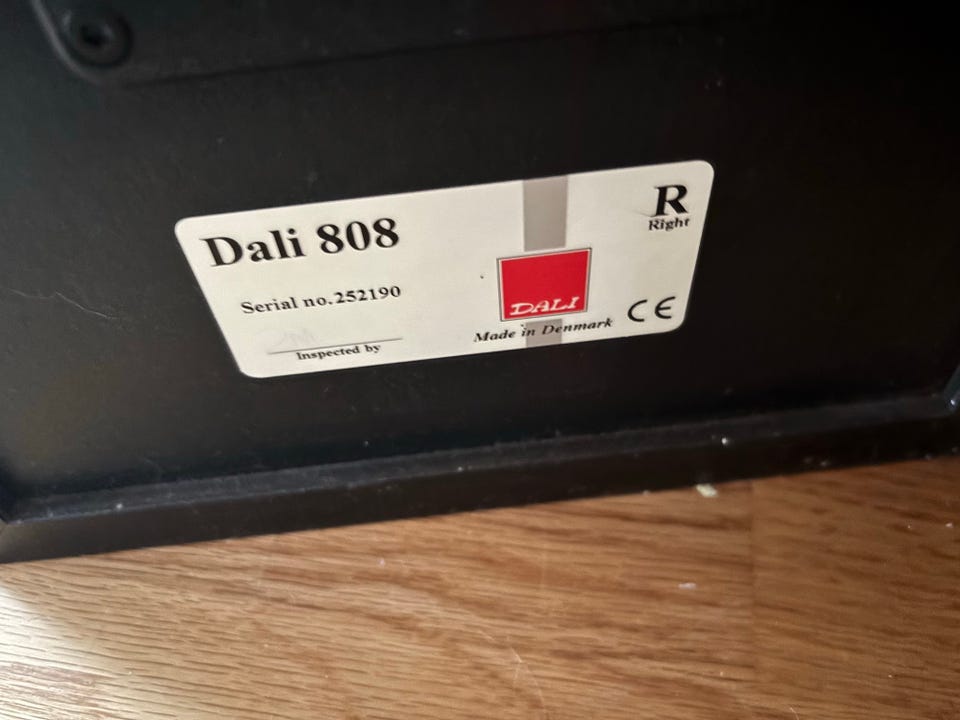 Dali 808
R
Right
Serial no.252190
DALI
CE
Made in Denmark
Inspected by